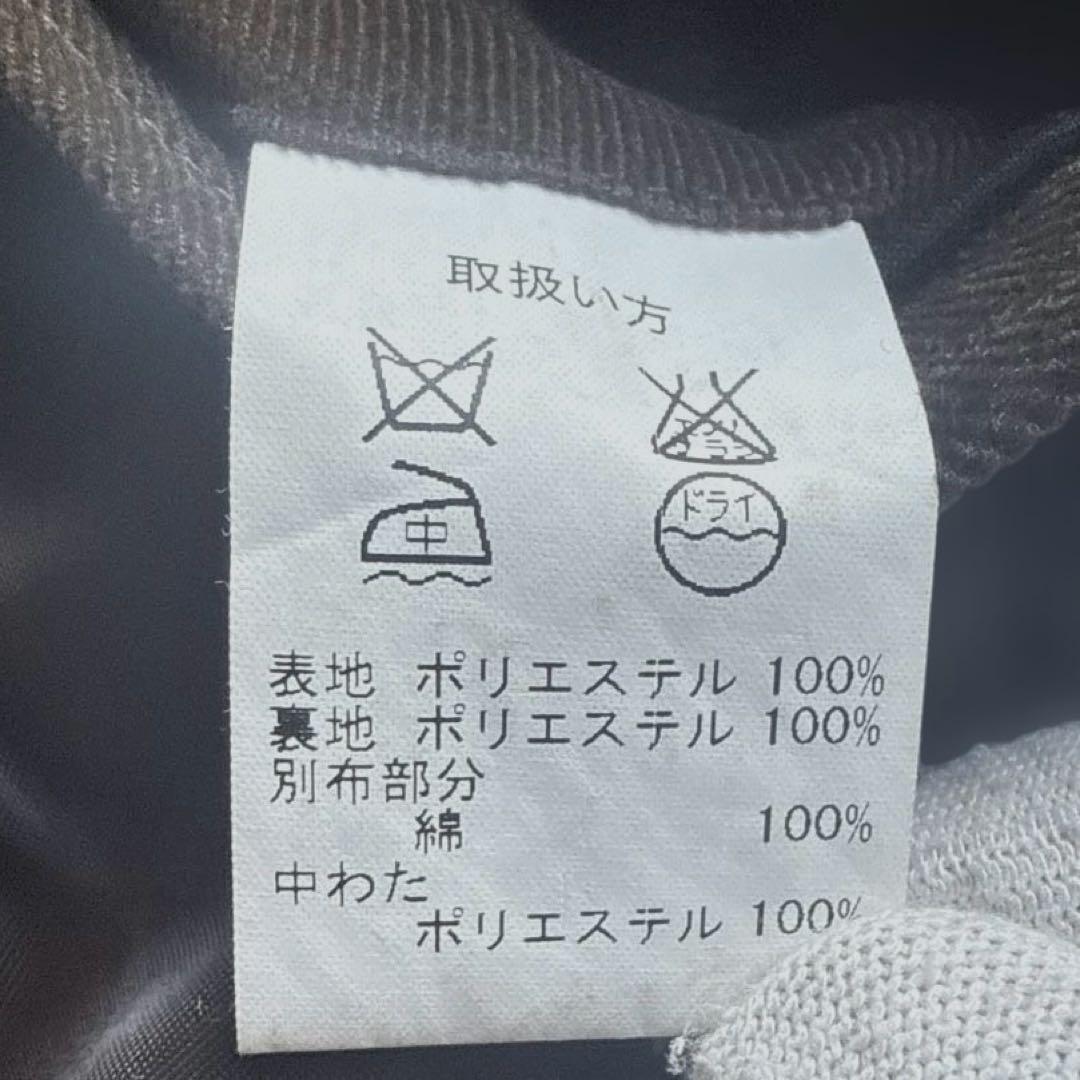 取扱い方
中
ドライ
表地 ポリエステル 100%
裏地 ポリエステル 100%
別布部分
綿 100%
中わた
ポリエステル 100%